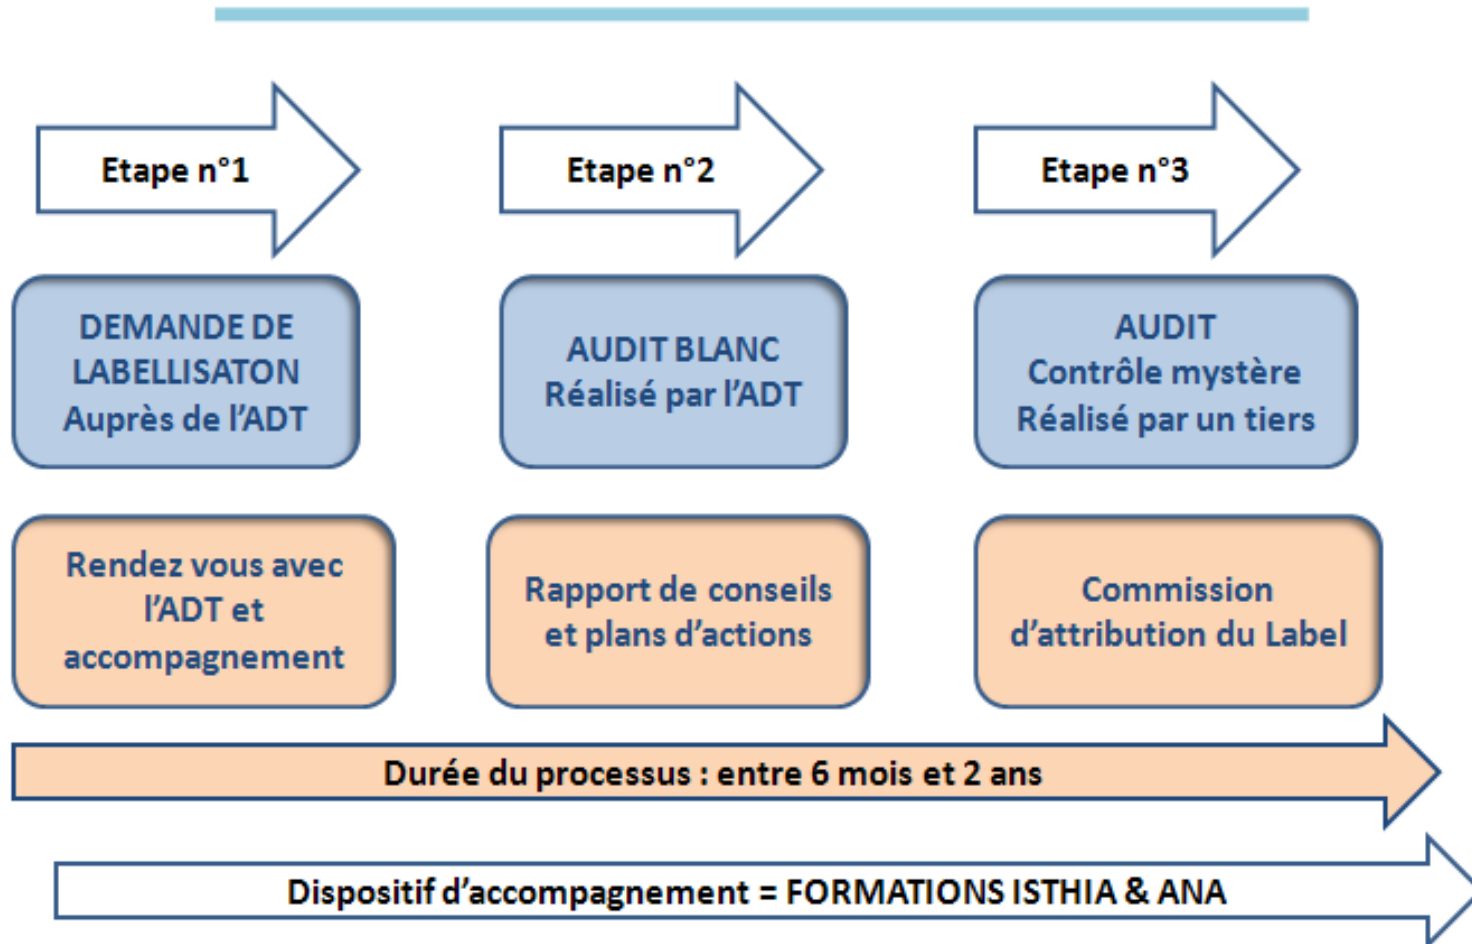 Etape n°1
Etape n°2
Etape n°3
DEMANDE DE
LABELLISATON
Auprès de l'ADT
AUDIT BLANC
Réalisé par l'ADT
AUDIT
Contrôle mystère
Réalisé par un tiers
Rendez vous avec
l'ADT et
accompagnement
Rapport de conseils
et plans d'actions
Commission
d'attribution du Label
Durée du processus : entre 6 mois et 2 ans
Dispositif d'accompagnement = FORMATIONS ISTHIA & ANA